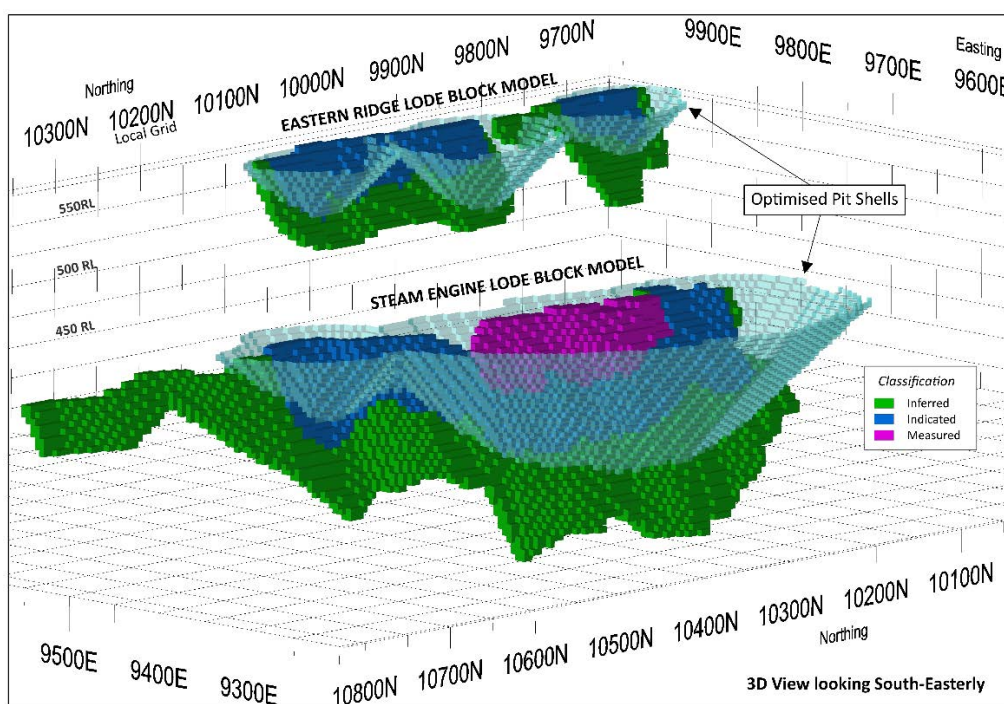 Northing
10300N
10200N
10100N
10000N
9900N
9800N
9700N
9900E
9800E
9700E
9600E
Easting
Local Grid
EASTERN RIDGE LODE BLOCK MODEL
550RL
500 RL
450 RL
Optimised Pit Shells
STEAM ENGINE LODE BLOCK MODEL
Classification
Inferred
Indicated
Measured
9500E
9400E
9300E
10800N
10700N
10600N
10500N
10400N
10300N
10200N
10100N
Northing
3D View looking South-Easterly